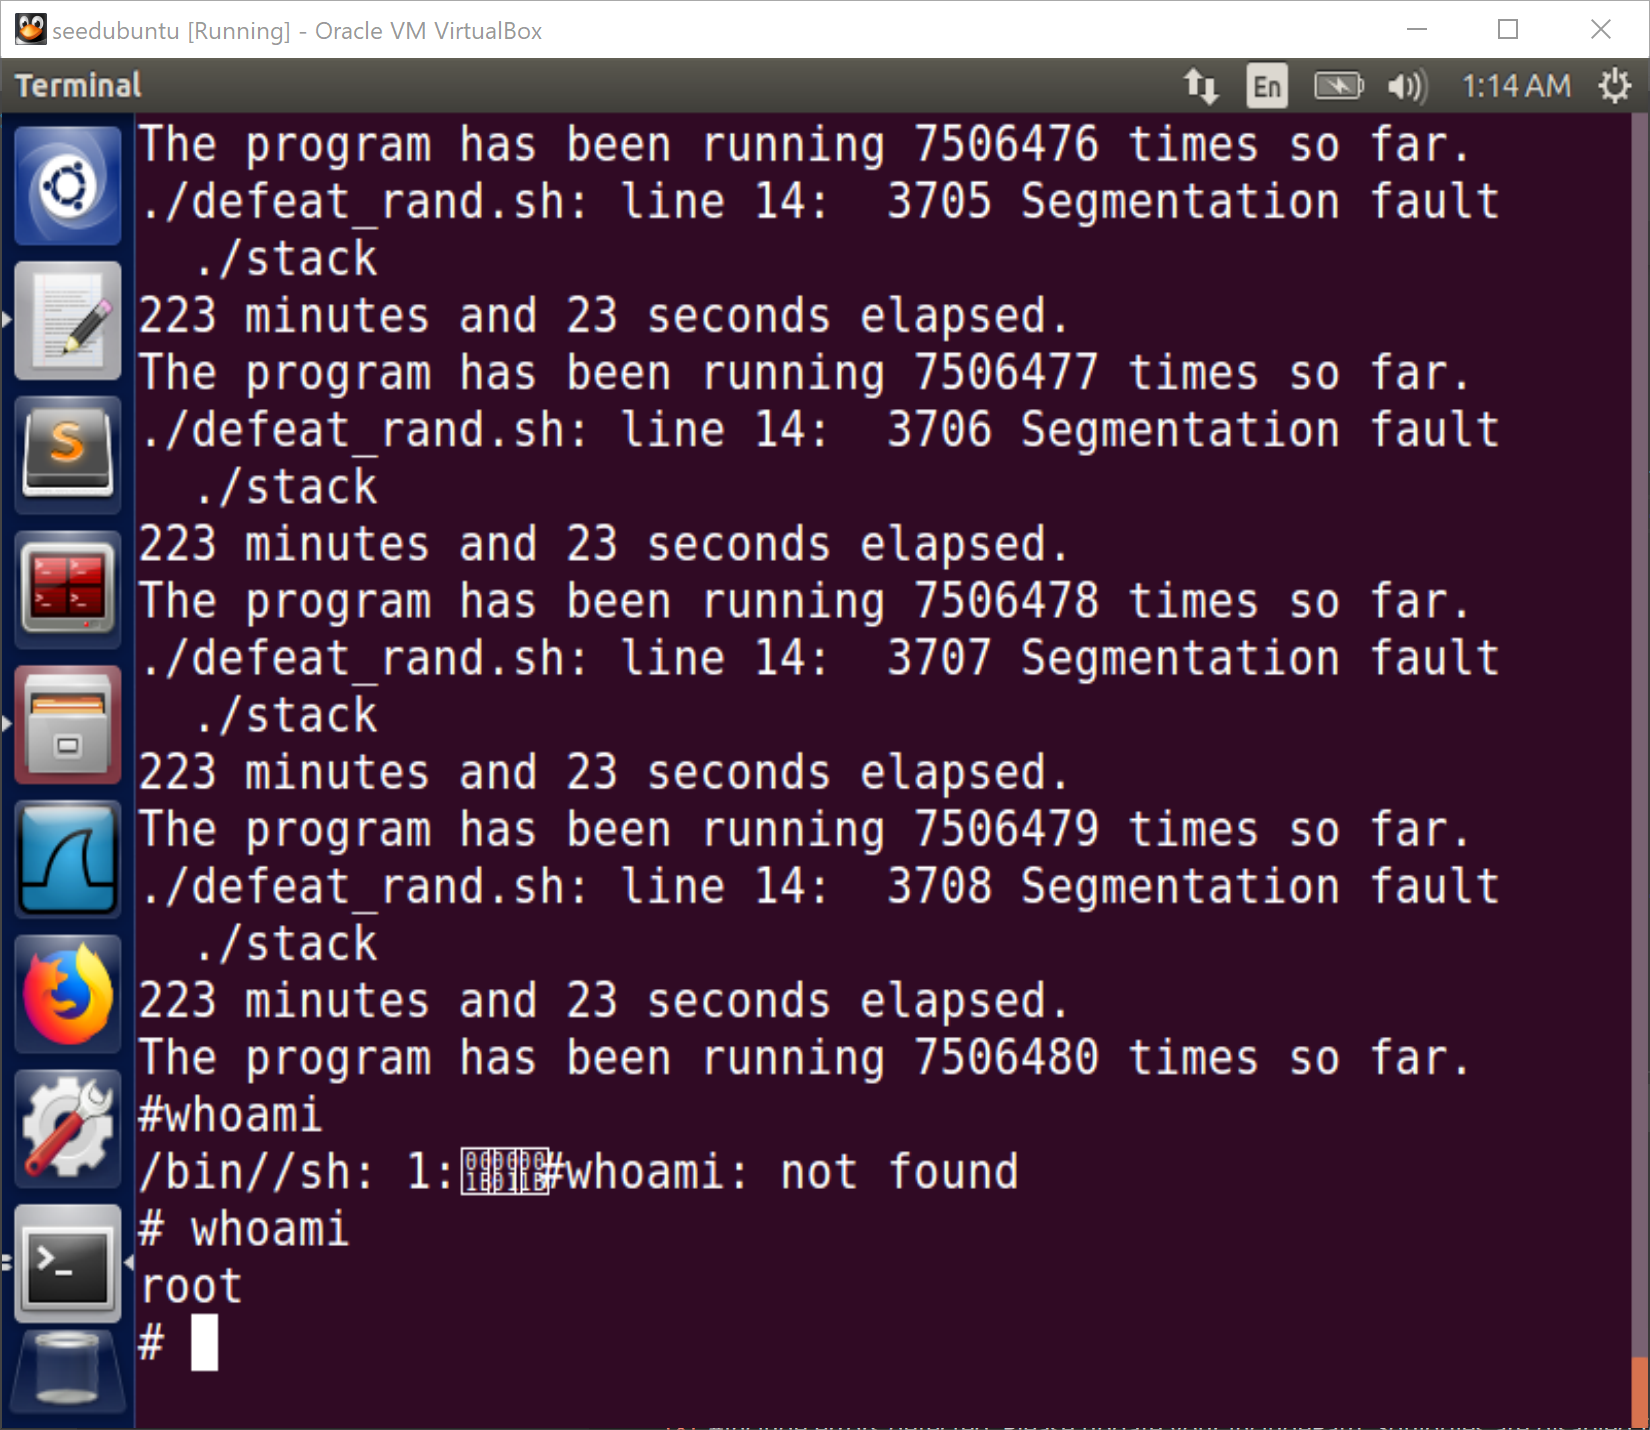 seedubuntu [Running] - Oracle VM VirtualBox
Terminal En 1:14 AM
The program has been running 7506476 times so far.
./defeat_rand.sh: line 14:  3705 Segmentation fault
  ./stack
223 minutes and 23 seconds elapsed.
The program has been running 7506477 times so far.
./defeat_rand.sh: line 14:  3706 Segmentation fault
  ./stack
223 minutes and 23 seconds elapsed.
The program has been running 7506478 times so far.
./defeat_rand.sh: line 14:  3707 Segmentation fault
  ./stack
223 minutes and 23 seconds elapsed.
The program has been running 7506479 times so far.
./defeat_rand.sh: line 14:  3708 Segmentation fault
  ./stack
223 minutes and 23 seconds elapsed.
The program has been running 7506480 times so far.
#whoami
/bin//sh: 1: #whoami: not found
# whoami
root
#